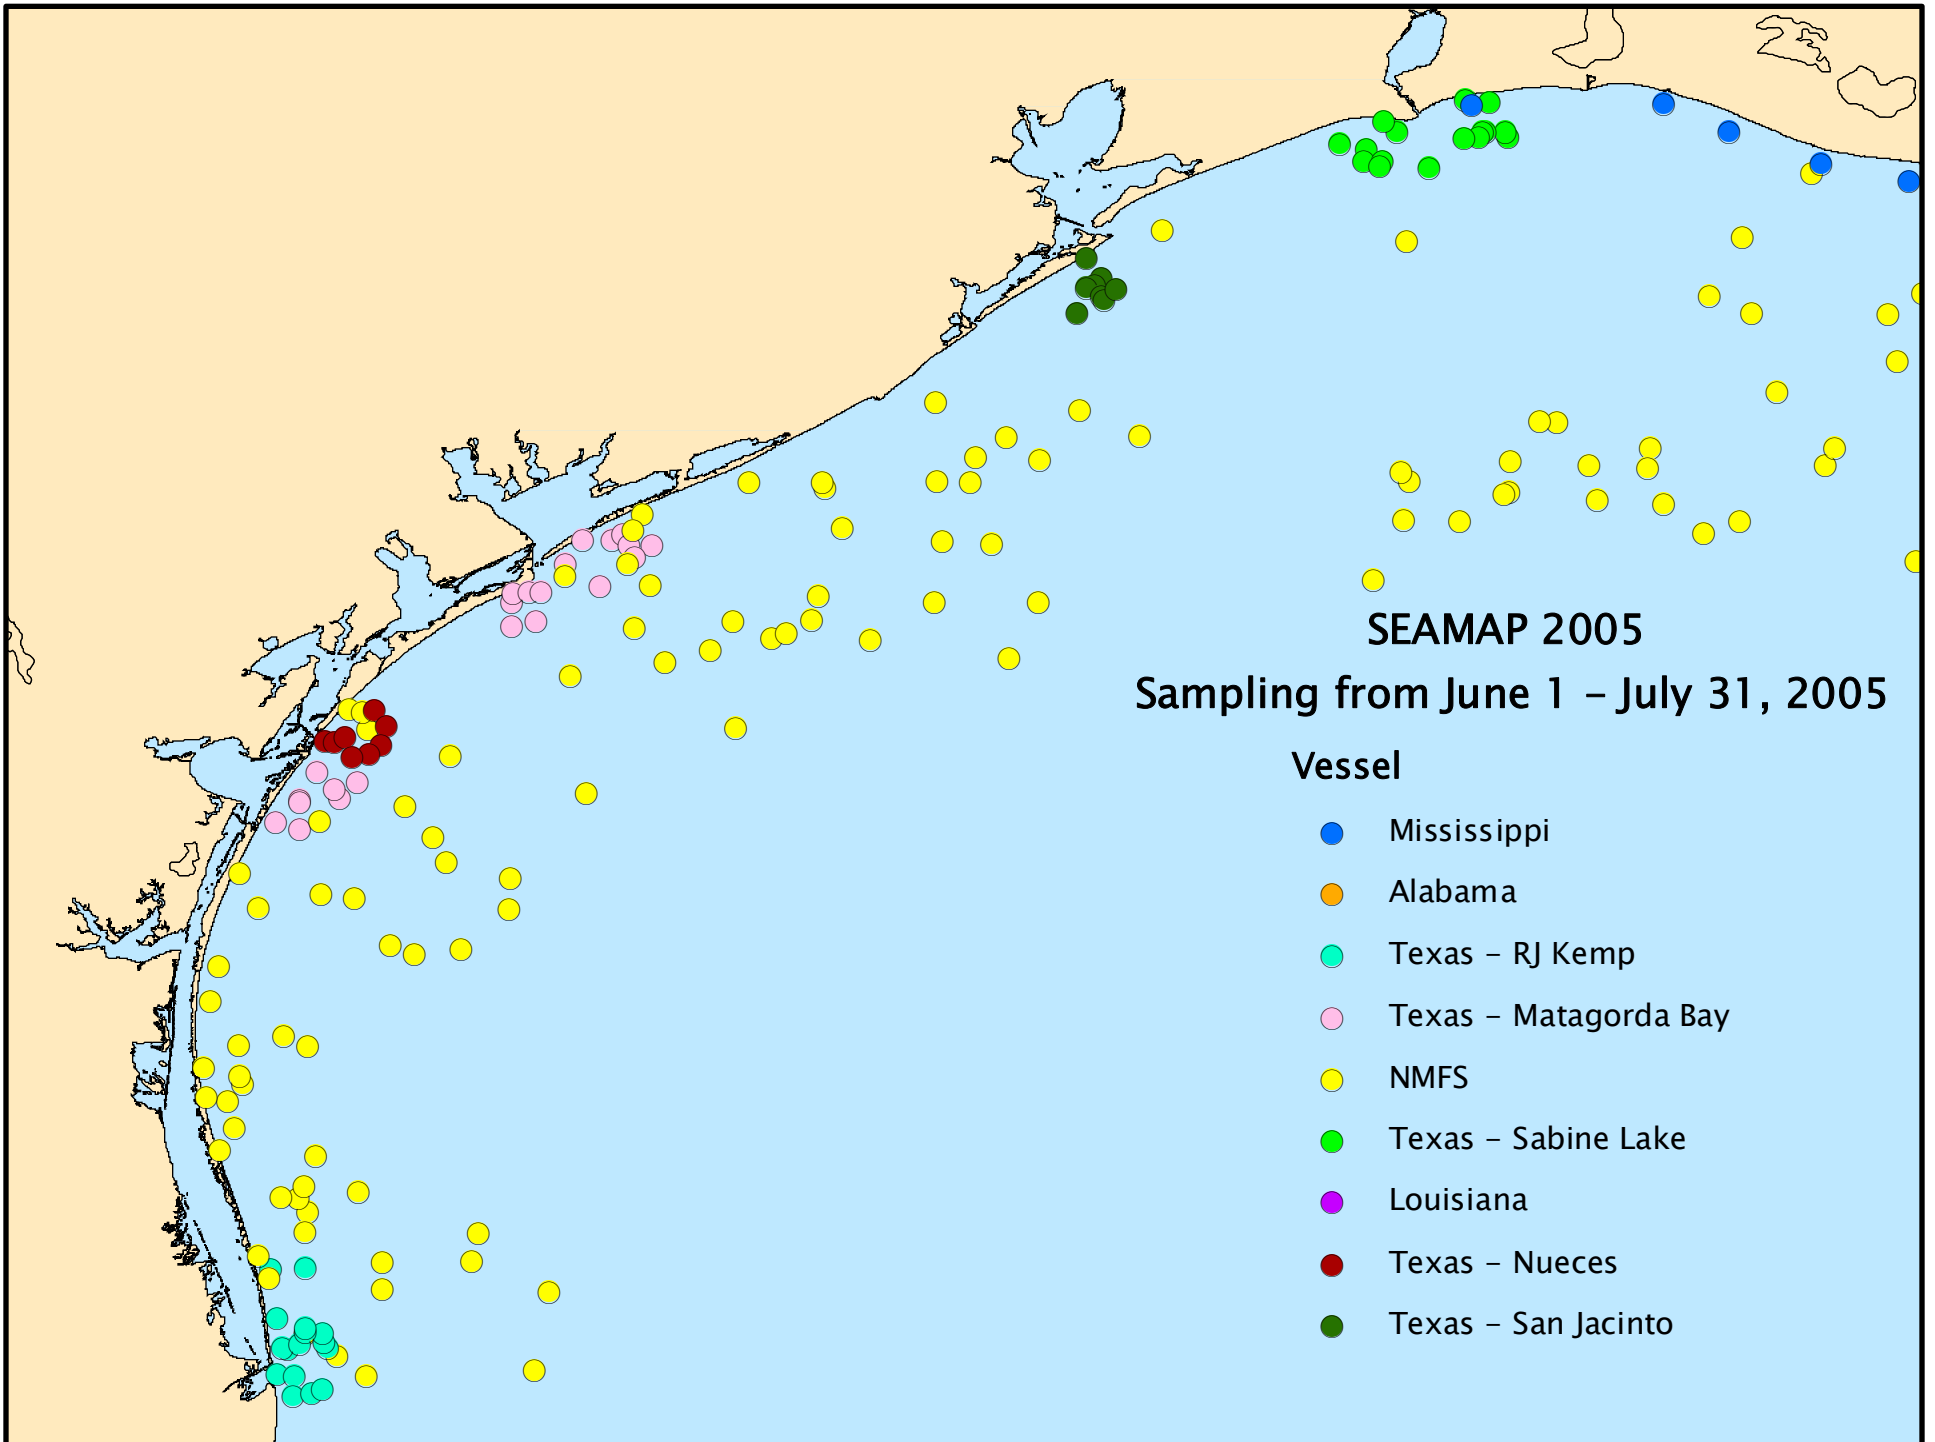 SEAMAP 2005
Sampling from June 1 – July 31, 2005
Vessel
Mississippi
Alabama
Texas – RJ Kemp
Texas – Matagorda Bay
NMFS
Texas – Sabine Lake
Louisiana
Texas – Nueces
Texas – San Jacinto